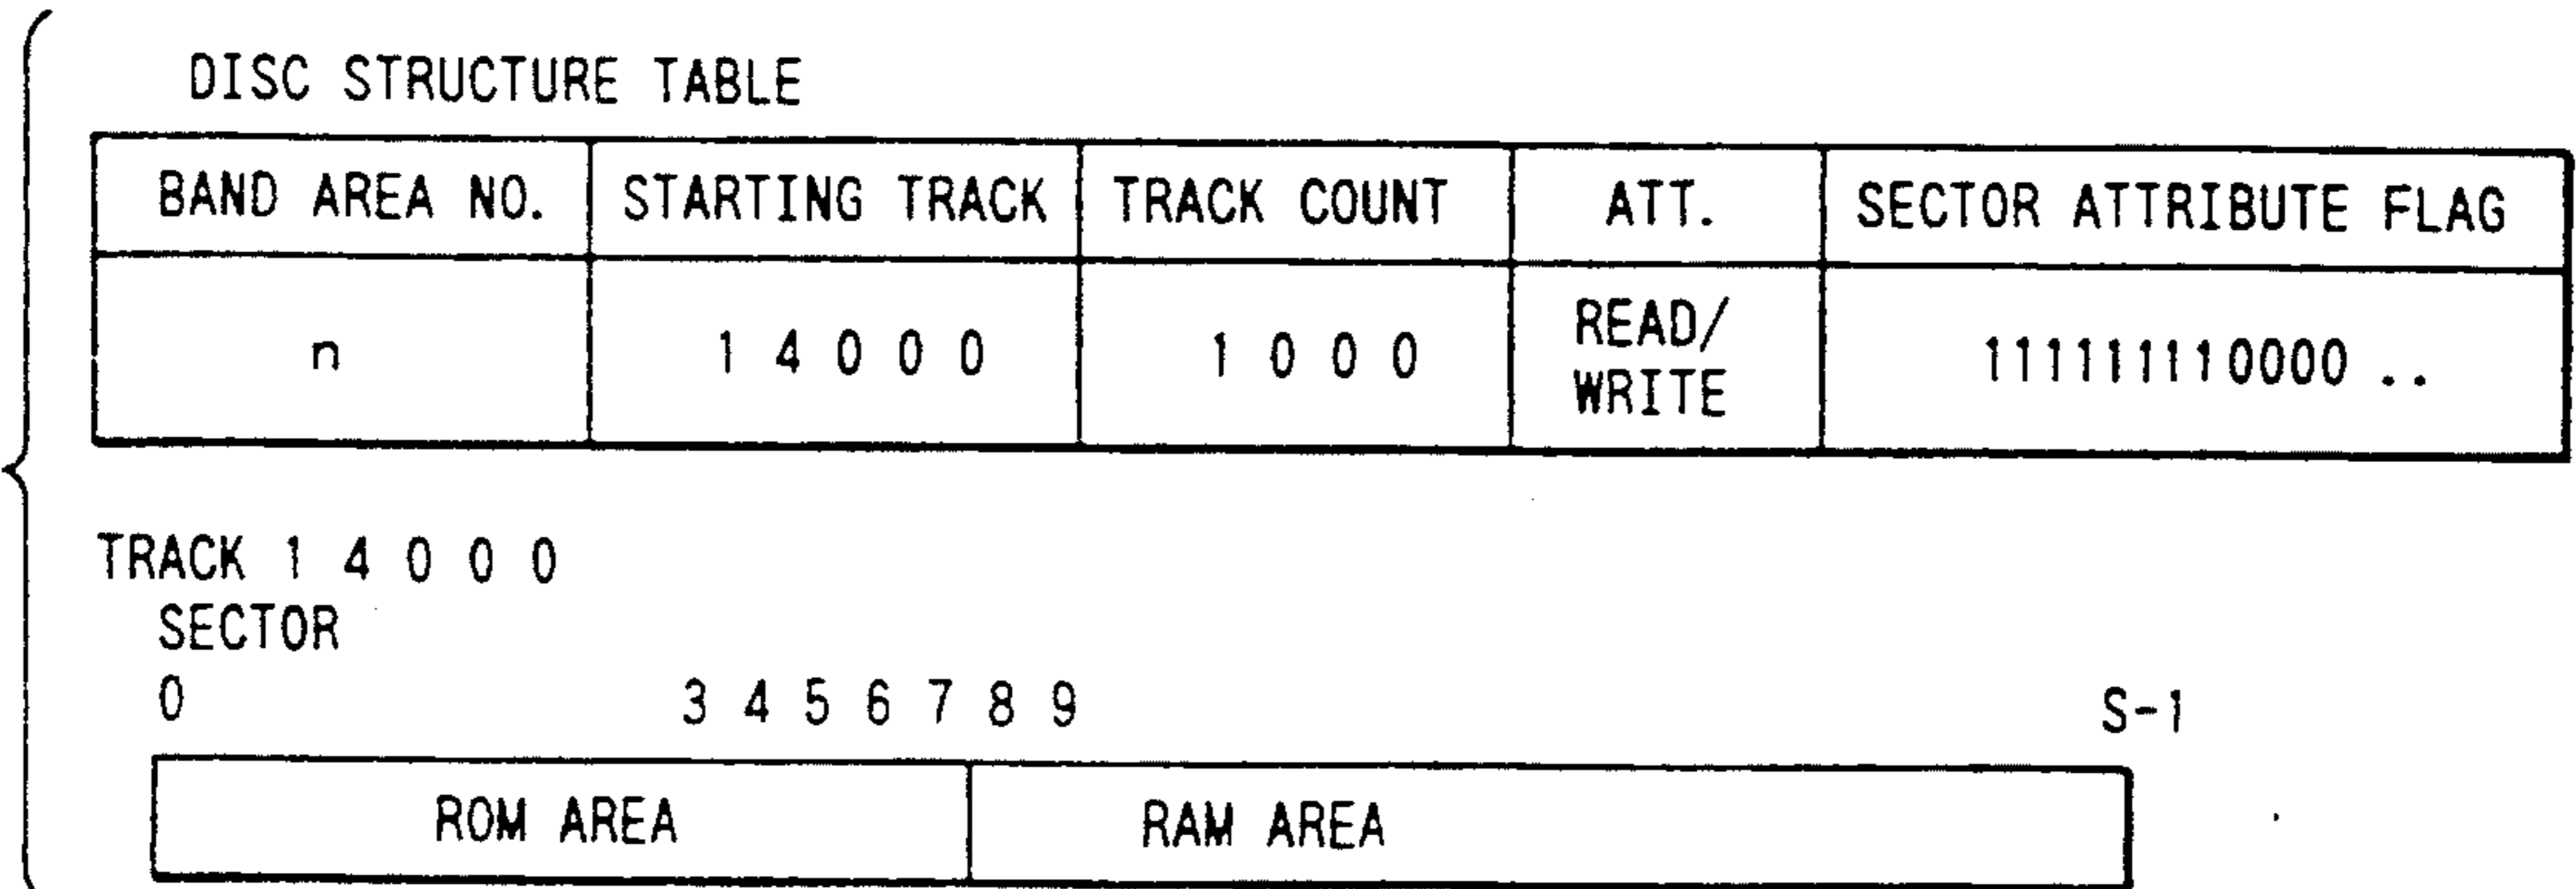 DISC STRUCTURE TABLE
BAND AREA NO. STARTING TRACK TRACK COUNT ATT. SECTOR ATTRIBUTE FLAG
n 1 4 0 0 0 1 0 0 0 READ/ 111111110000 ..
WRITE
TRACK 1 4 0 0 0
SECTOR
0 3 4 5 6 7 8 9 S-1
ROM AREA RAM AREA